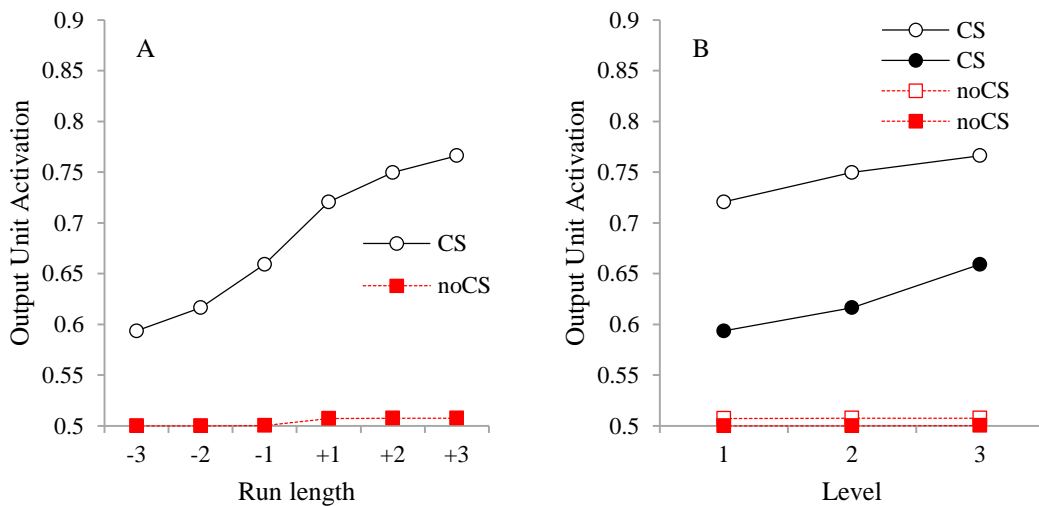 A
Output Unit Activation
0.9
0.85
0.8
0.75
0.7
0.65
0.6
0.55
0.5
-3 -2 -1 +1 +2 +3
Run length
CS
noCS
B
Output Unit Activation
0.9
0.85
0.8
0.75
0.7
0.65
0.6
0.55
0.5
1 2 3
Level
CS
CS
noCS
noCS